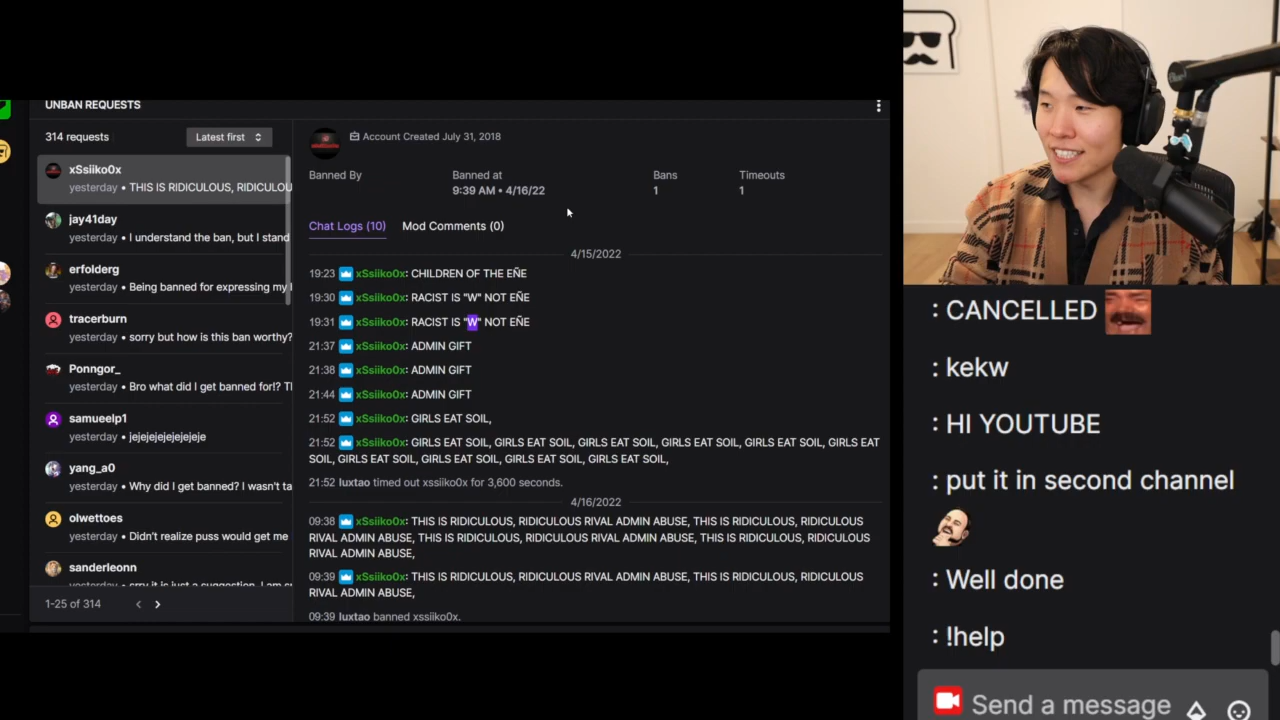 UNBAN REQUESTS
314 requests
Latest first
xSsiiko0x
yesterday • THIS IS RIDICULOUS, RIDICULOU
jay41day
yesterday • I understand the ban, but I stand
erfolderg
yesterday • Being banned for expressing my
tracerburn
yesterday • sorry but how is this ban worthy?
Ponngor_
yesterday • Bro what did I get banned for!? T
samueelp1
yesterday • jejejejejejejeje
yang_a0
yesterday • Why did I get banned? I wasn't ta
olwettoes
yesterday • Didn't realize puss would get me
sanderleonn
yesterday • srry it is just a suggestion. I am s
1-25 of 314
Account Created July 31, 2018
Banned By
Banned at
9:39 AM • 4/16/22
Bans
1
Timeouts
1
Chat Logs (10)
Mod Comments (0)
4/15/2022
19:23 xSsiiko0x: CHILDREN OF THE EÑE
19:30 xSsiiko0x: RACIST IS "W" NOT EÑE
19:31 xSsiiko0x: RACIST IS "W" NOT EÑE
21:37 xSsiiko0x: ADMIN GIFT
21:38 xSsiiko0x: ADMIN GIFT
21:44 xSsiiko0x: ADMIN GIFT
21:52 xSsiiko0x: GIRLS EAT SOIL,
21:52 xSsiiko0x: GIRLS EAT SOIL, GIRLS EAT SOIL, GIRLS EAT SOIL, GIRLS EAT SOIL, GIRLS EAT SOIL, GIRLS EAT
SOIL, GIRLS EAT SOIL, GIRLS EAT SOIL, GIRLS EAT SOIL, GIRLS EAT SOIL,
21:52 luxtao timed out xssiiko0x for 3,600 seconds.
4/16/2022
09:38 xSsiiko0x: THIS IS RIDICULOUS, RIDICULOUS RIVAL ADMIN ABUSE, THIS IS RIDICULOUS, RIDICULOUS
RIVAL ADMIN ABUSE, THIS IS RIDICULOUS, RIDICULOUS RIVAL ADMIN ABUSE, THIS IS RIDICULOUS, RIDICULOUS
RIVAL ADMIN ABUSE,
09:39 xSsiiko0x: THIS IS RIDICULOUS, RIDICULOUS RIVAL ADMIN ABUSE, THIS IS RIDICULOUS, RIDICULOUS
RIVAL ADMIN ABUSE,
09:39 luxtao banned xssiiko0x.
: CANCELLED
: kekw
: HI YOUTUBE
: put it in second channel
: Well done
: !help
Send a message